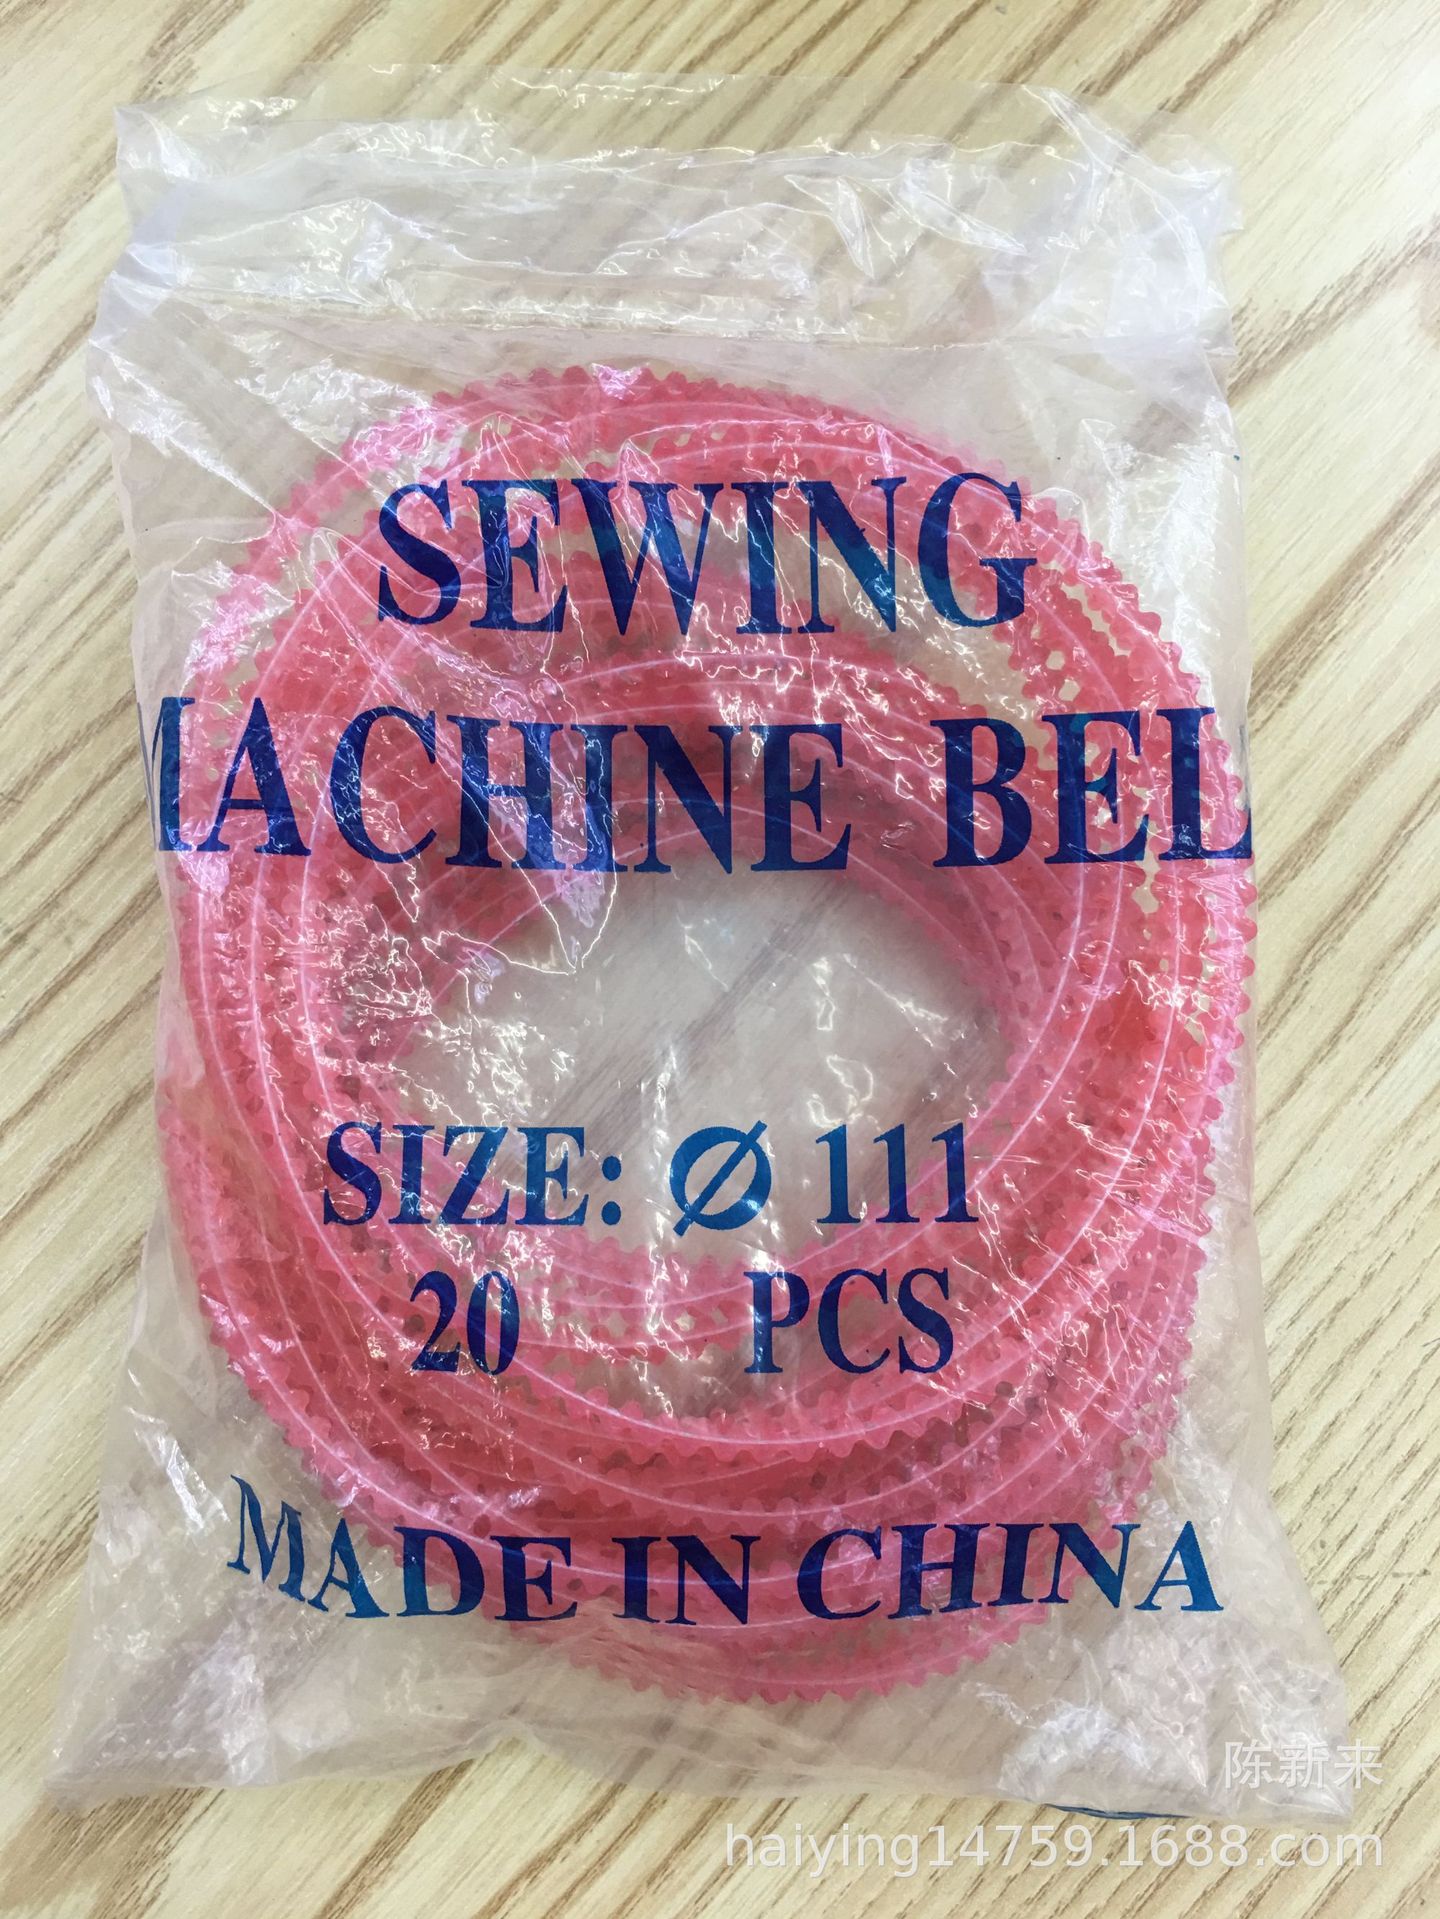 SEWING
MACHINE BEL
SIZE: Ø 111
20 PCS
MADE IN CHINA
陈新来
haiying14759.1688.com